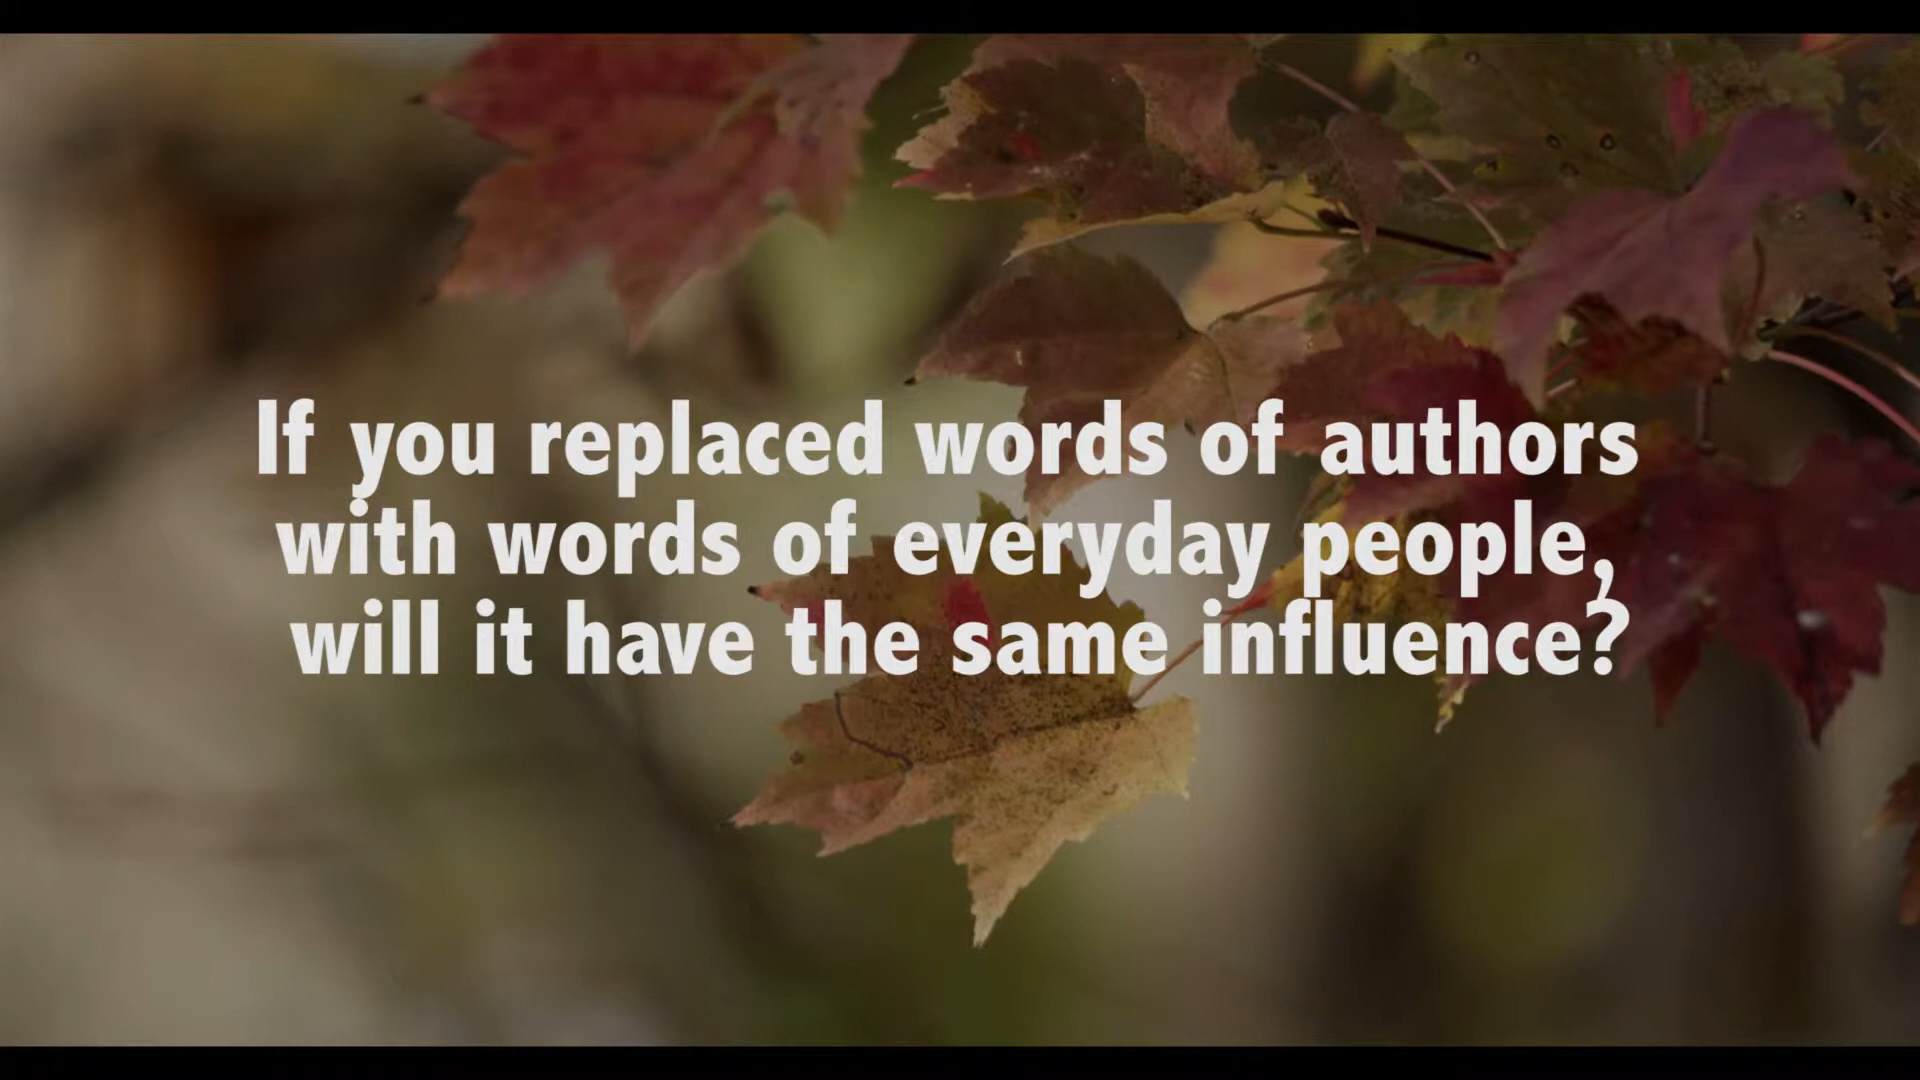 If you replaced words of authors
with words of everyday people,
will it have the same influence?